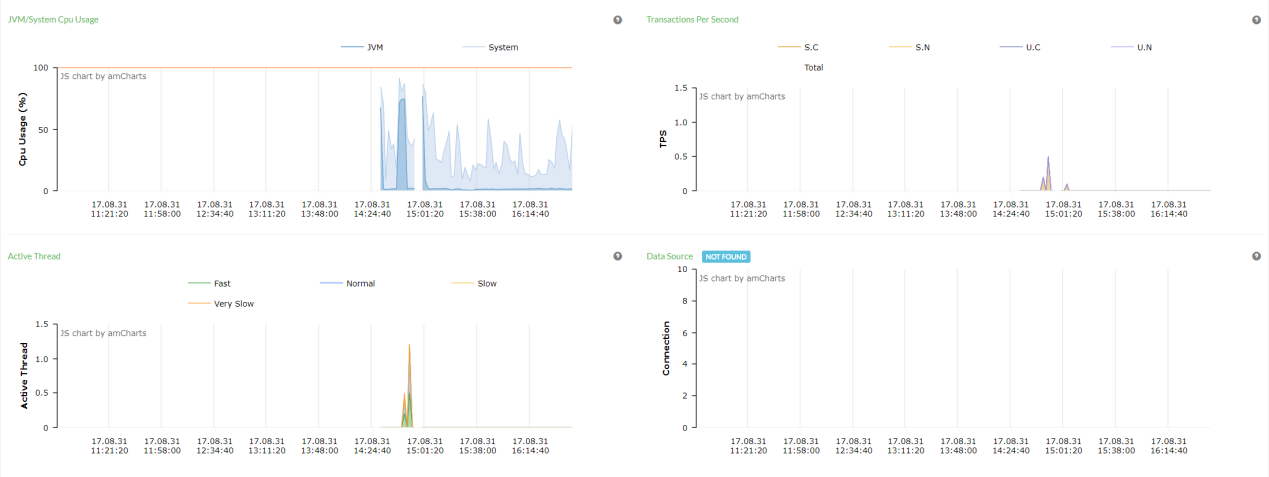 JVM/System Cpu Usage
JVM
System
100
JS chart by amCharts
50
0
Cpu Usage (%)
17.08.31 17.08.31 17.08.31 17.08.31 17.08.31 17.08.31 17.08.31 17.08.31 17.08.31
11:21:20 11:58:00 12:34:40 13:11:20 13:48:00 14:24:40 15:01:20 15:38:00 16:14:40
Transactions Per Second
S.C
S.N
U.C
U.N
Total
1.5
JS chart by amCharts
1.0
0.5
0
TPS
17.08.31 17.08.31 17.08.31 17.08.31 17.08.31 17.08.31 17.08.31 17.08.31 17.08.31
11:21:20 11:58:00 12:34:40 13:11:20 13:48:00 14:24:40 15:01:20 15:38:00 16:14:40
Active Thread
Fast
Normal
Slow
Very Slow
1.5
JS chart by amCharts
1.0
0.5
0
Active Thread
17.08.31 17.08.31 17.08.31 17.08.31 17.08.31 17.08.31 17.08.31 17.08.31 17.08.31
11:21:20 11:58:00 12:34:40 13:11:20 13:48:00 14:24:40 15:01:20 15:38:00 16:14:40
Data Source NOT FOUND
10
JS chart by amCharts
8
6
4
2
0
Connection
17.08.31 17.08.31 17.08.31 17.08.31 17.08.31 17.08.31 17.08.31 17.08.31 17.08.31
11:21:20 11:58:00 12:34:40 13:11:20 13:48:00 14:24:40 15:01:20 15:38:00 16:14:40